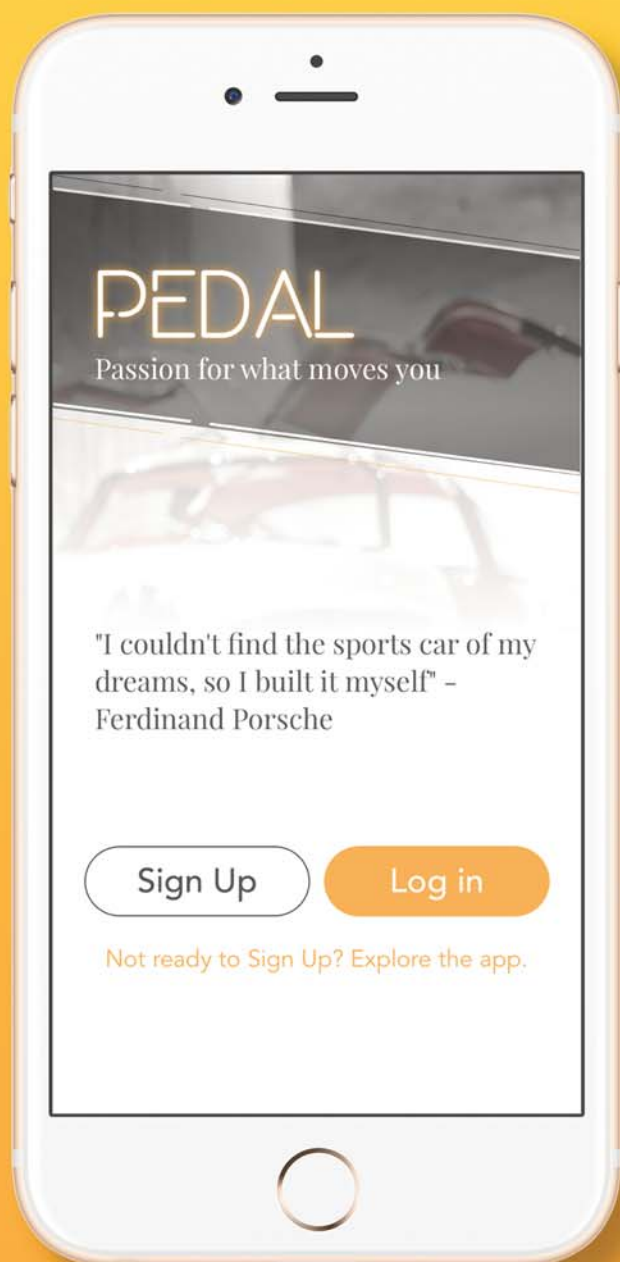 PEDAL
Passion for what moves you
"I couldn't find the sports car of my
dreams, so I built it myself" -
Ferdinand Porsche
Sign Up
Log in
Not ready to Sign Up? Explore the app.